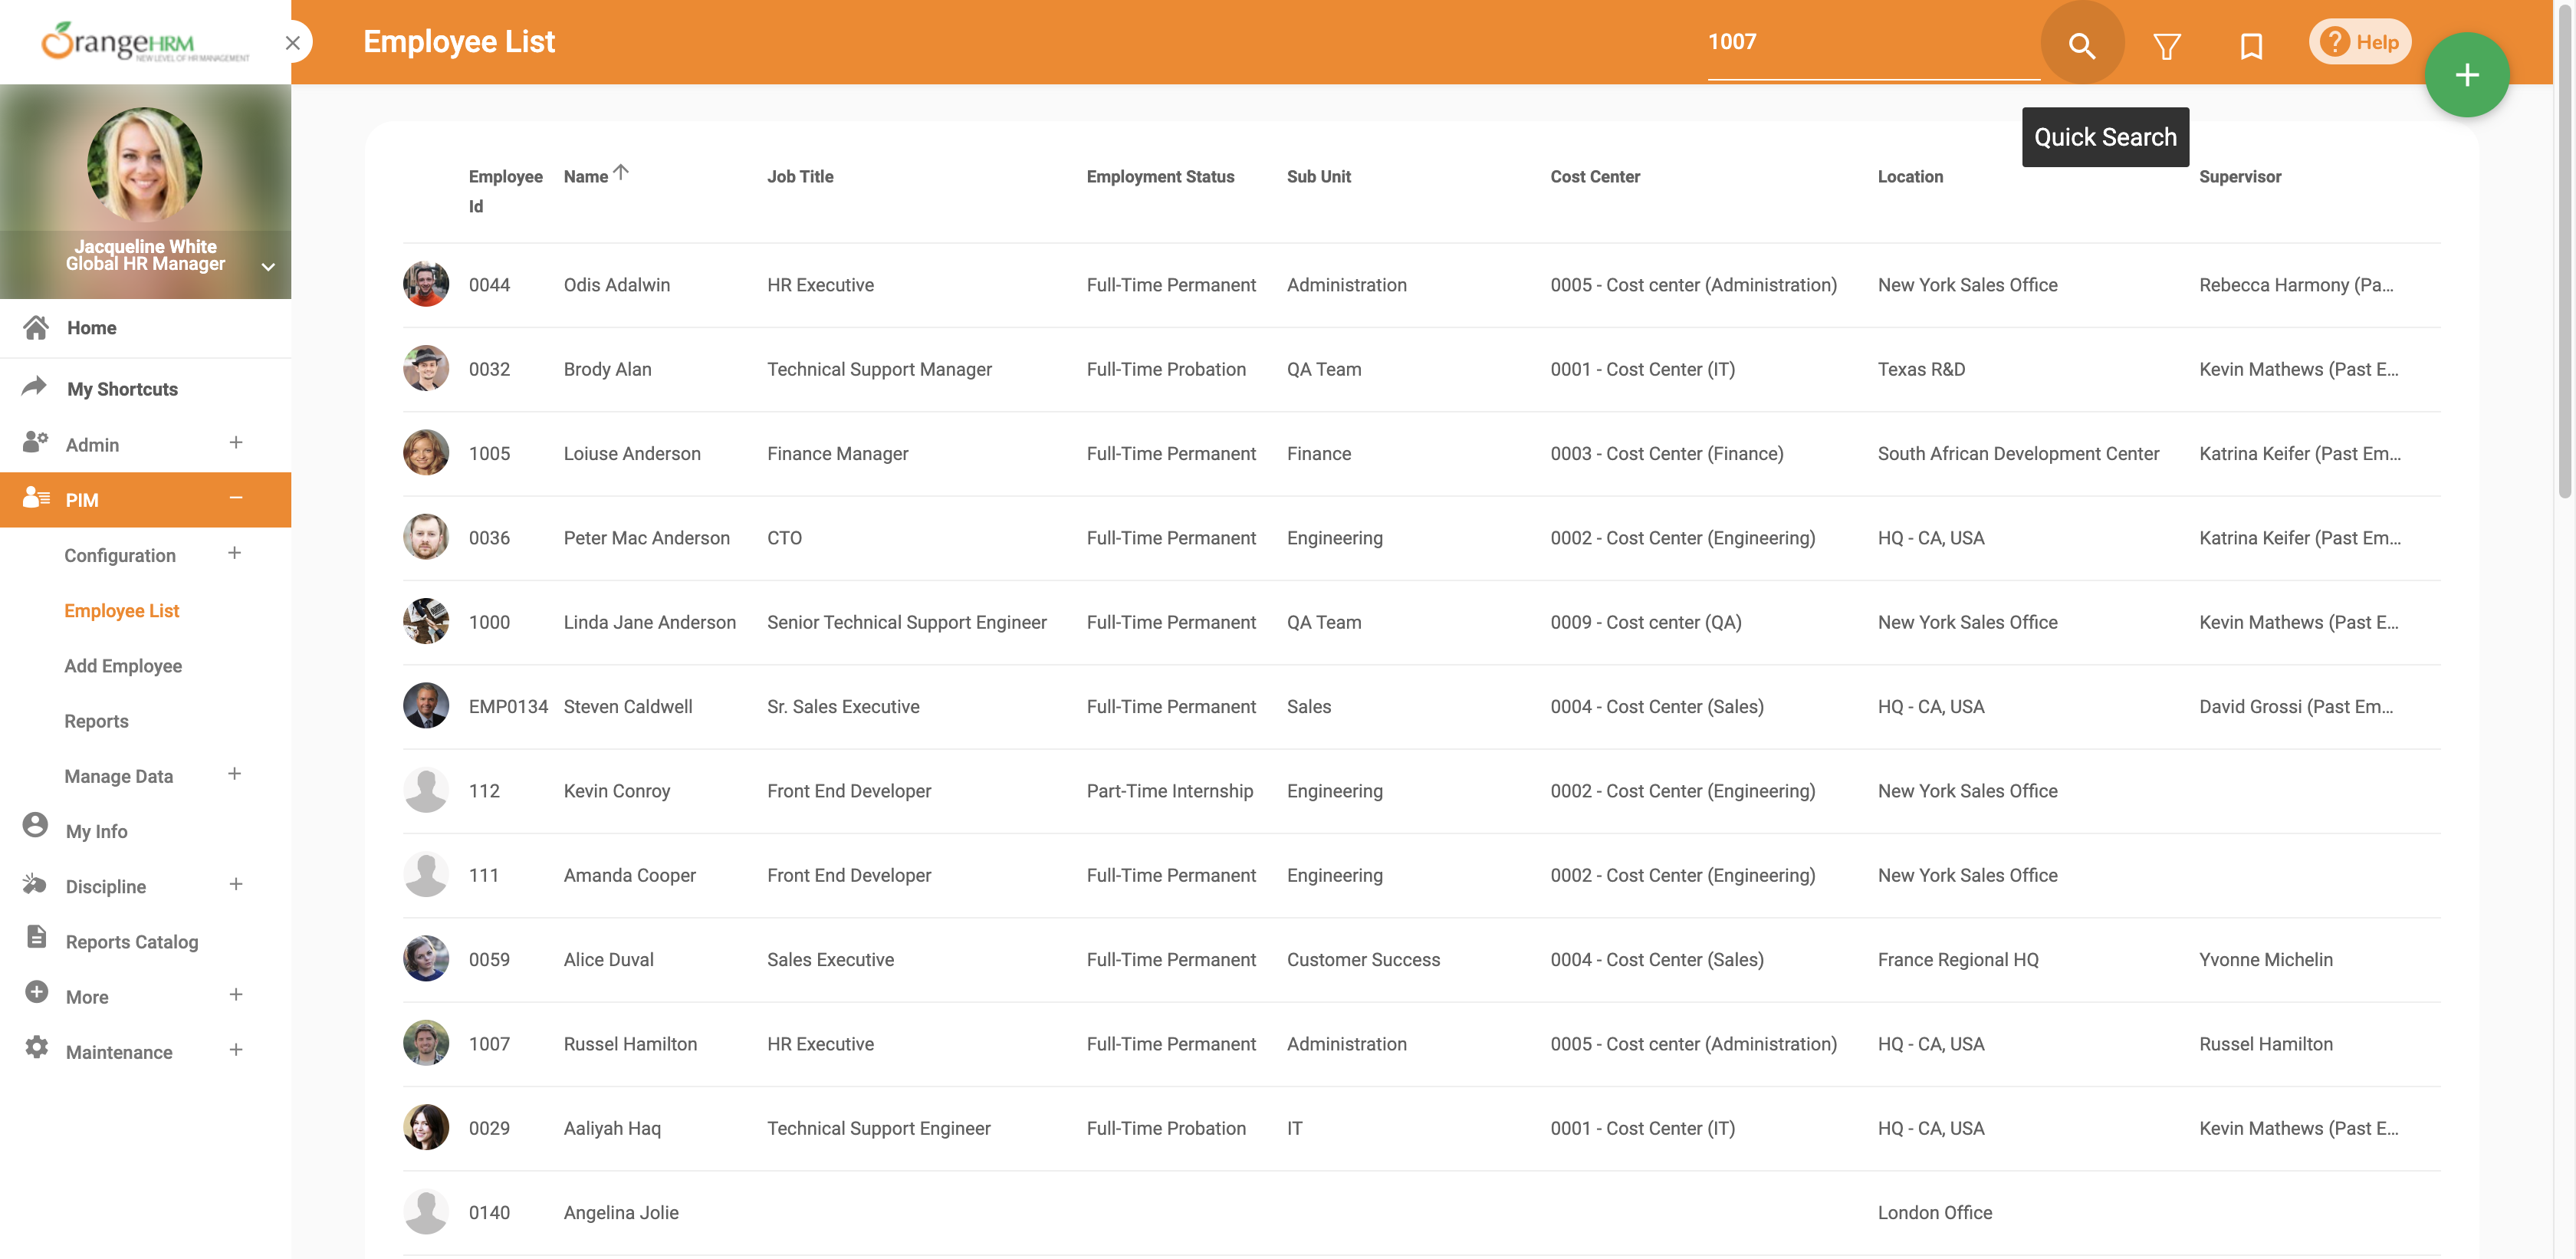 OrangeHRM
NEW LEVEL OF HR MANAGEMENT
Employee List
1007
Help
Quick Search
Jacqueline White
Global HR Manager
Home
My Shortcuts
Admin
PIM
Configuration
Employee List
Add Employee
Reports
Manage Data
My Info
Discipline
Reports Catalog
More
Maintenance
Employee Id Name Job Title Employment Status Sub Unit Cost Center Location Supervisor
0044 Odis Adalwin HR Executive Full-Time Permanent Administration 0005 - Cost center (Administration) New York Sales Office Rebecca Harmony (Pa...
0032 Brody Alan Technical Support Manager Full-Time Probation QA Team 0001 - Cost Center (IT) Texas R&D Kevin Mathews (Past E...
1005 Loiuse Anderson Finance Manager Full-Time Permanent Finance 0003 - Cost Center (Finance) South African Development Center Katrina Keifer (Past Em...
0036 Peter Mac Anderson CTO Full-Time Permanent Engineering 0002 - Cost Center (Engineering) HQ - CA, USA Katrina Keifer (Past Em...
1000 Linda Jane Anderson Senior Technical Support Engineer Full-Time Permanent QA Team 0009 - Cost center (QA) New York Sales Office Kevin Mathews (Past E...
EMP0134 Steven Caldwell Sr. Sales Executive Full-Time Permanent Sales 0004 - Cost Center (Sales) HQ - CA, USA David Grossi (Past Em...
112 Kevin Conroy Front End Developer Part-Time Internship Engineering 0002 - Cost Center (Engineering) New York Sales Office
111 Amanda Cooper Front End Developer Full-Time Permanent Engineering 0002 - Cost Center (Engineering) New York Sales Office
0059 Alice Duval Sales Executive Full-Time Permanent Customer Success 0004 - Cost Center (Sales) France Regional HQ Yvonne Michelin
1007 Russel Hamilton HR Executive Full-Time Permanent Administration 0005 - Cost center (Administration) HQ - CA, USA Russel Hamilton
0029 Aaliyah Haq Technical Support Engineer Full-Time Probation IT 0001 - Cost Center (IT) HQ - CA, USA Kevin Mathews (Past E...
0140 Angelina Jolie London Office